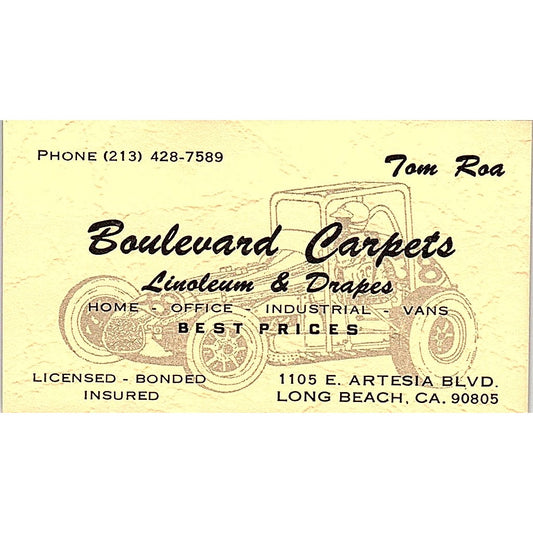 PHONE (213) 428-7589
Tom Roa
Boulevard Carpets
Linoleum & Drapes
HOME - OFFICE - INDUSTRIAL - VANS
BEST PRICES
LICENSED - BONDED
INSURED
1105 E. ARTESIA BLVD.
LONG BEACH, CA. 90805